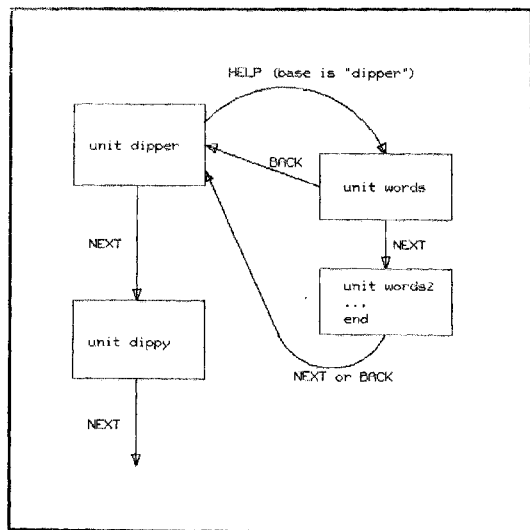 HELP (base is "dipper")
unit dipper
BACK
unit words
NEXT
NEXT
unit words2
...
end
unit dippy
NEXT or BACK
NEXT